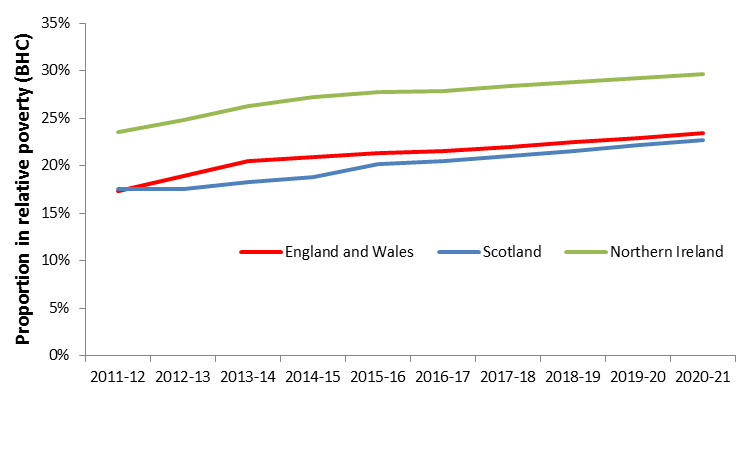 Proportion in relative poverty (BHC)
35%
30%
25%
20%
15%
10%
5%
0%
England and Wales Scotland Northern Ireland
2011-12 2012-13 2013-14 2014-15 2015-16 2016-17 2017-18 2018-19 2019-20 2020-21